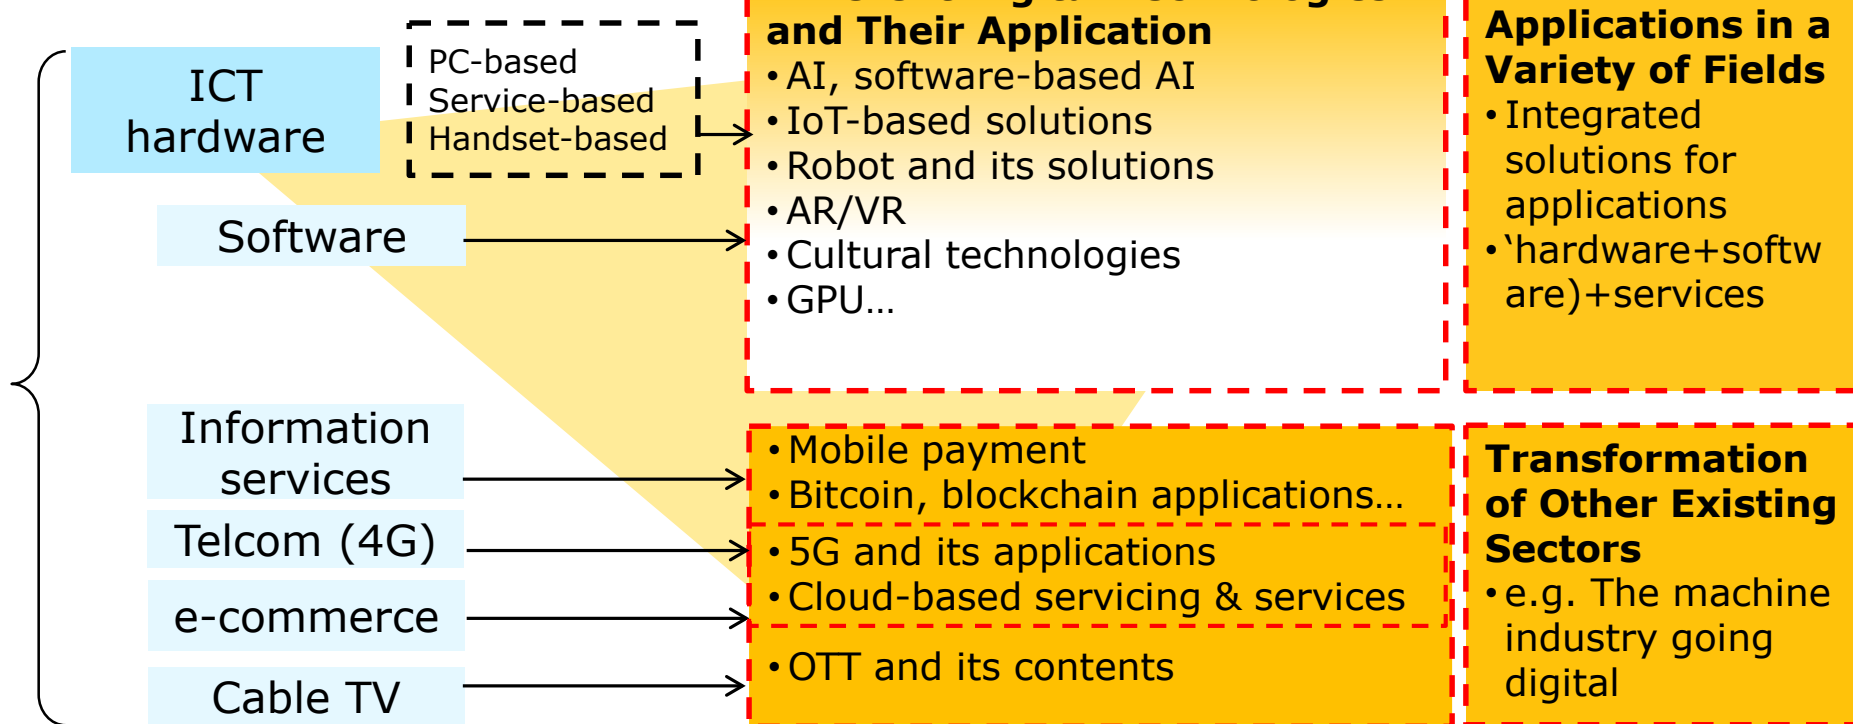 ICT
hardware
PC-based
Service-based
Handset-based
Software
Information
services
Telcom (4G)
e-commerce
Cable TV
and Their Application
• AI, software-based AI
• IoT-based solutions
• Robot and its solutions
• AR/VR
• Cultural technologies
• GPU…
• Mobile payment
• Bitcoin, blockchain applications…
• 5G and its applications
• Cloud-based servicing & services
• OTT and its contents
Applications in a
Variety of Fields
• Integrated
solutions for
applications
• ‛hardware+softw
are)+services
Transformation
of Other Existing
Sectors
• e.g. The machine
industry going
digital